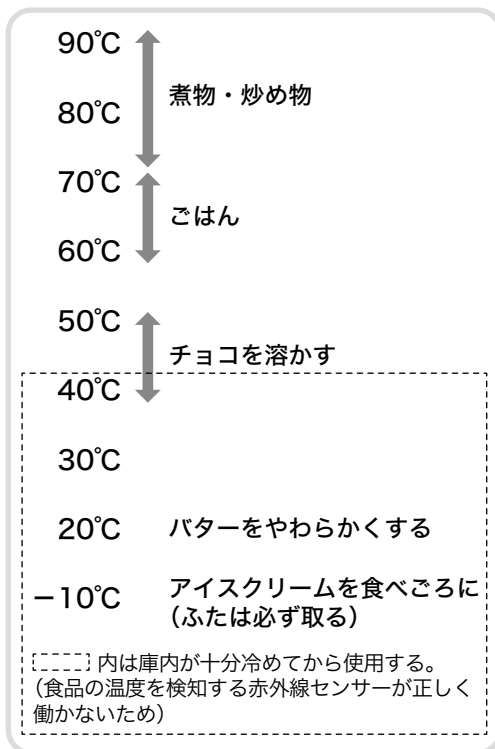 90℃
煮物・炒め物
80℃
70℃
ごはん
60℃
50℃
チョコを溶かす
40℃
30℃
20℃ バターをやわらかくする
－10℃ アイスクリームを食べごろに
（ふたは必ず取る）
内は庫内が十分冷めてから使用する。
（食品の温度を検知する赤外線センサーが正しく
働かないため）